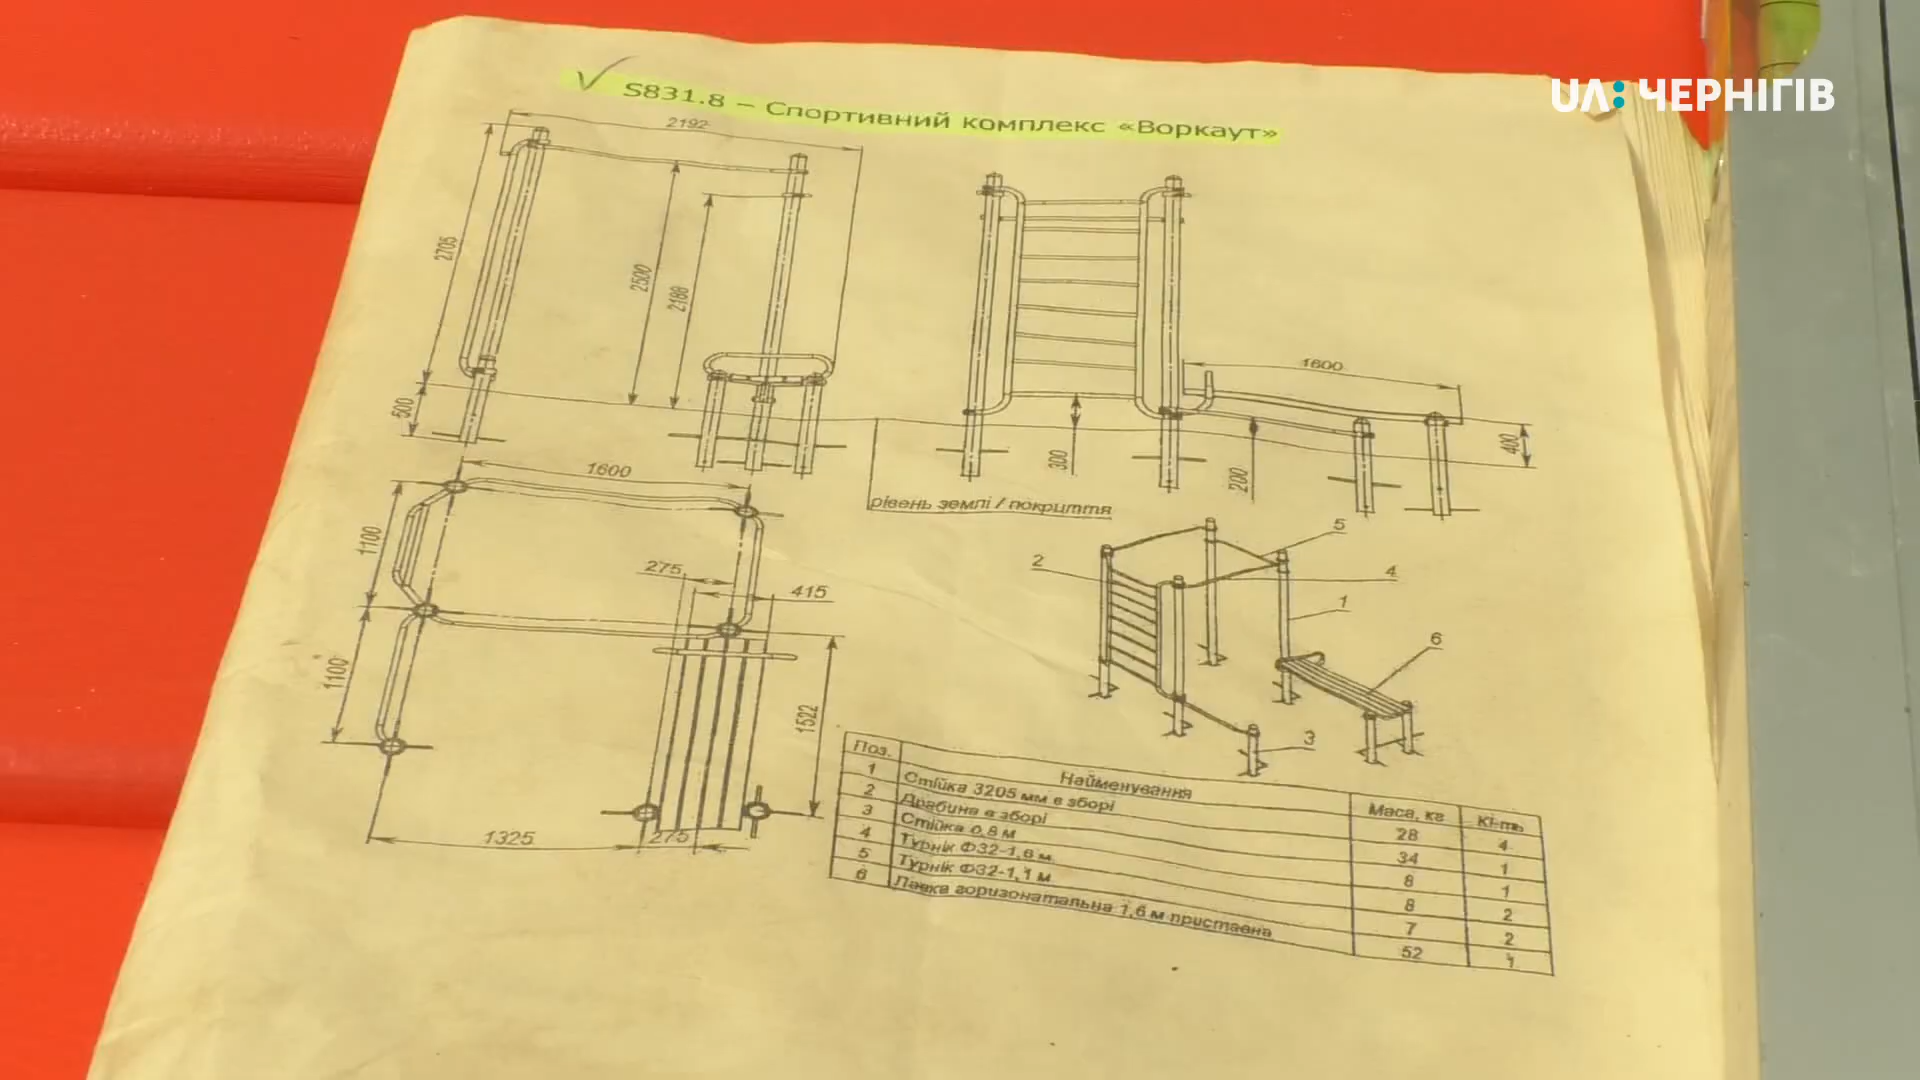 UA: ЧЕРНІГІВ
S831.8 – Спортивний комплекс «Воркаут»
2192
2705
2500
2188
500
1600
300
200
400
рівень землі / покриття
1600
1100
1100
275
415
1522
1325
275
2
5
4
1
6
3
Поз. Найменування Маса, кг Кі-ть
1 Стійка 3205 мм в зборі 28 4
2 Драбина в зборі 34 1
3 Стійка 0,8 м 8 1
4 Турнік Ф32-1,6 м 8 2
5 Турнік Ф32-1,1 м 7 2
6 Лавка горизонатальна 1,6 м приставна 52 1